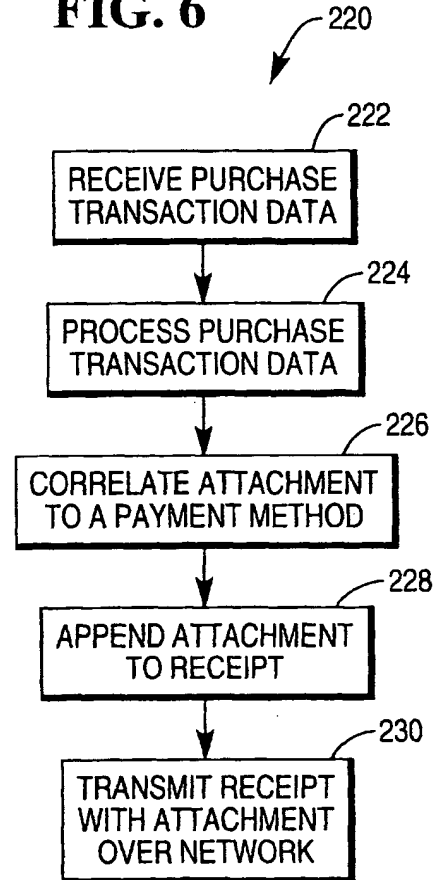 FIG. 6
220
222
RECEIVE PURCHASE
TRANSACTION DATA
224
PROCESS PURCHASE
TRANSACTION DATA
226
CORRELATE ATTACHMENT
TO A PAYMENT METHOD
228
APPEND ATTACHMENT
TO RECEIPT
230
TRANSMIT RECEIPT
WITH ATTACHMENT
OVER NETWORK